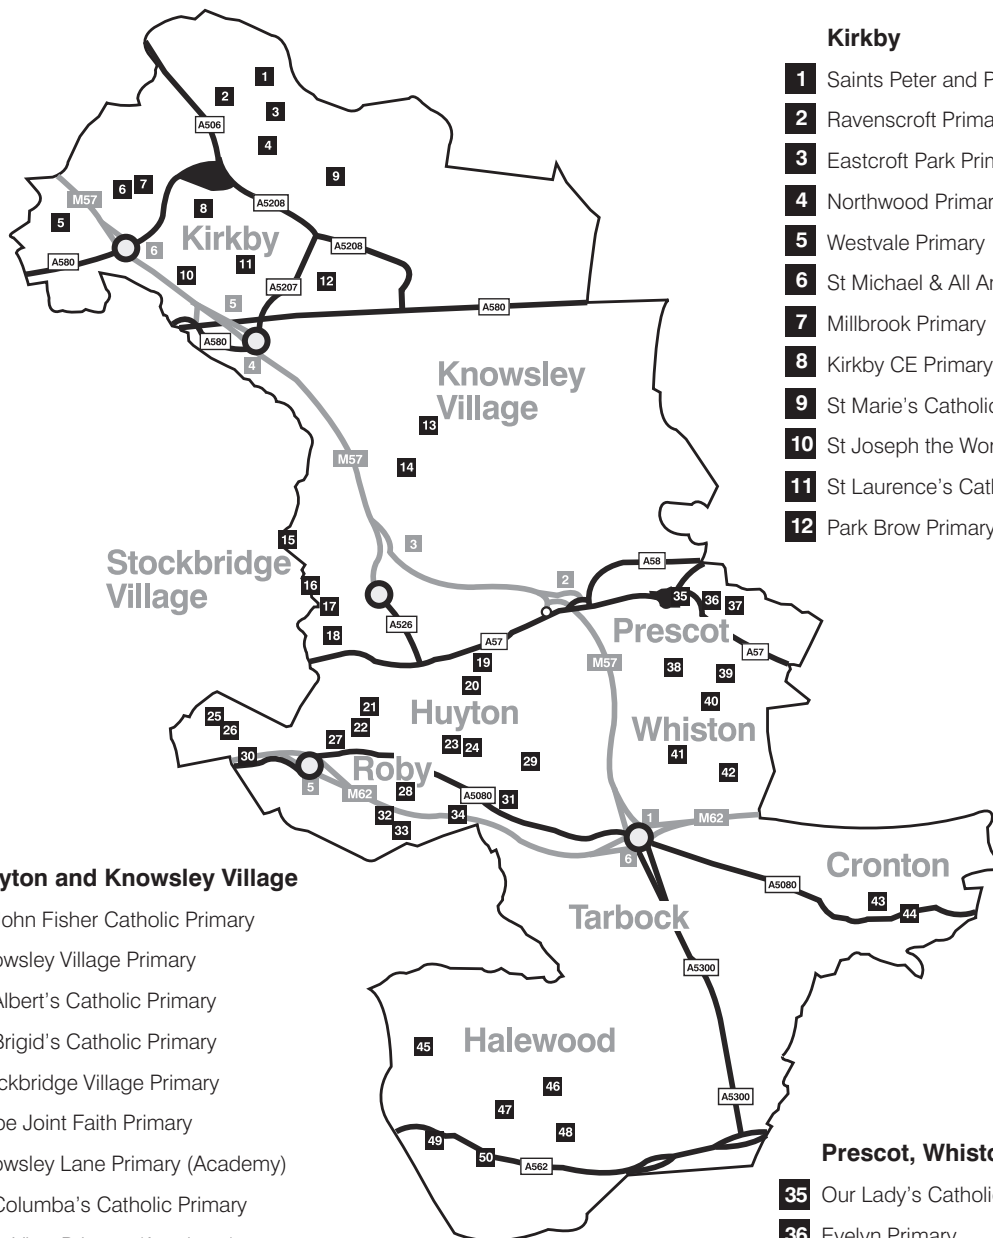 Kirkby
1 Saints Peter and P
2 Ravenscroft Prima
3 Eastcroft Park Prim
4 Northwood Primar
5 Westvale Primary
6 St Michael & All A
7 Millbrook Primary
8 Kirkby CE Primary
9 St Marie's Catholic
10 St Joseph the Wor
11 St Laurence's Cath
12 Park Brow Primary
1
2
3
A506
4
9
6
7
M57
A5208
8
5
Kirkby
A5208
6
A580
11
10
12
A5207
5
A580
A580
4
Knowsley
Village
13
M57
14
15
3
Stockbridge
Village
A58
2
16
35
36
37
17
A526
18
Prescot
A57
A57
19
M57
38
39
20
40
21
25
Huyton
22
26
Whiston
27
23
24
41
30
29
Roby
42
5
M62
28
A5080
31
32
34
33
1
M62
6
Cronton
A5080
43
44
Tarbock
A5300
Halewood
45
46
A5300
47
48
49
50
A562
yton and Knowsley Village
ohn Fisher Catholic Primary
owsley Village Primary
Albert's Catholic Primary
Brigid's Catholic Primary
ckbridge Village Primary
pe Joint Faith Primary
owsley Lane Primary (Academy)
Columba's Catholic Primary
Prescot, Whisto
35 Our Lady's Catholi
36 Evelyn Primary